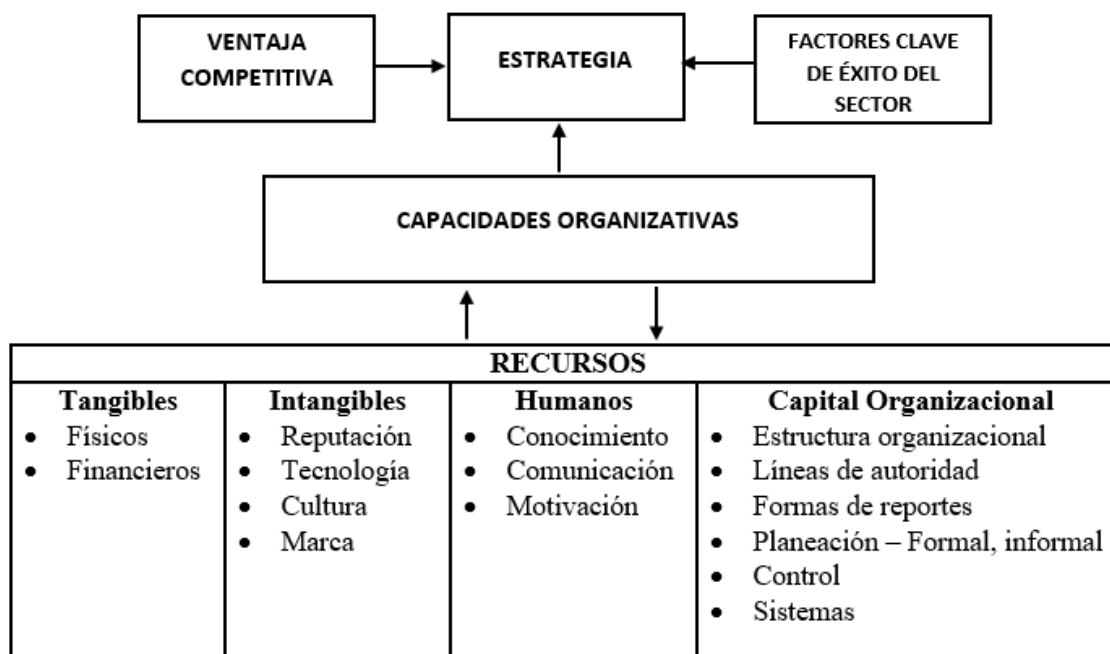 VENTAJA
COMPETITIVA
ESTRATEGIA
FACTORES CLAVE
DE ÉXITO DEL
SECTOR
CAPACIDADES ORGANIZATIVAS
RECURSOS
Tangibles
• Físicos
• Financieros
Intangibles
• Reputación
• Tecnología
• Cultura
• Marca
Humanos
• Conocimiento
• Comunicación
• Motivación
Capital Organizacional
• Estructura organizacional
• Líneas de autoridad
• Formas de reportes
• Planeación – Formal, informal
• Control
• Sistemas